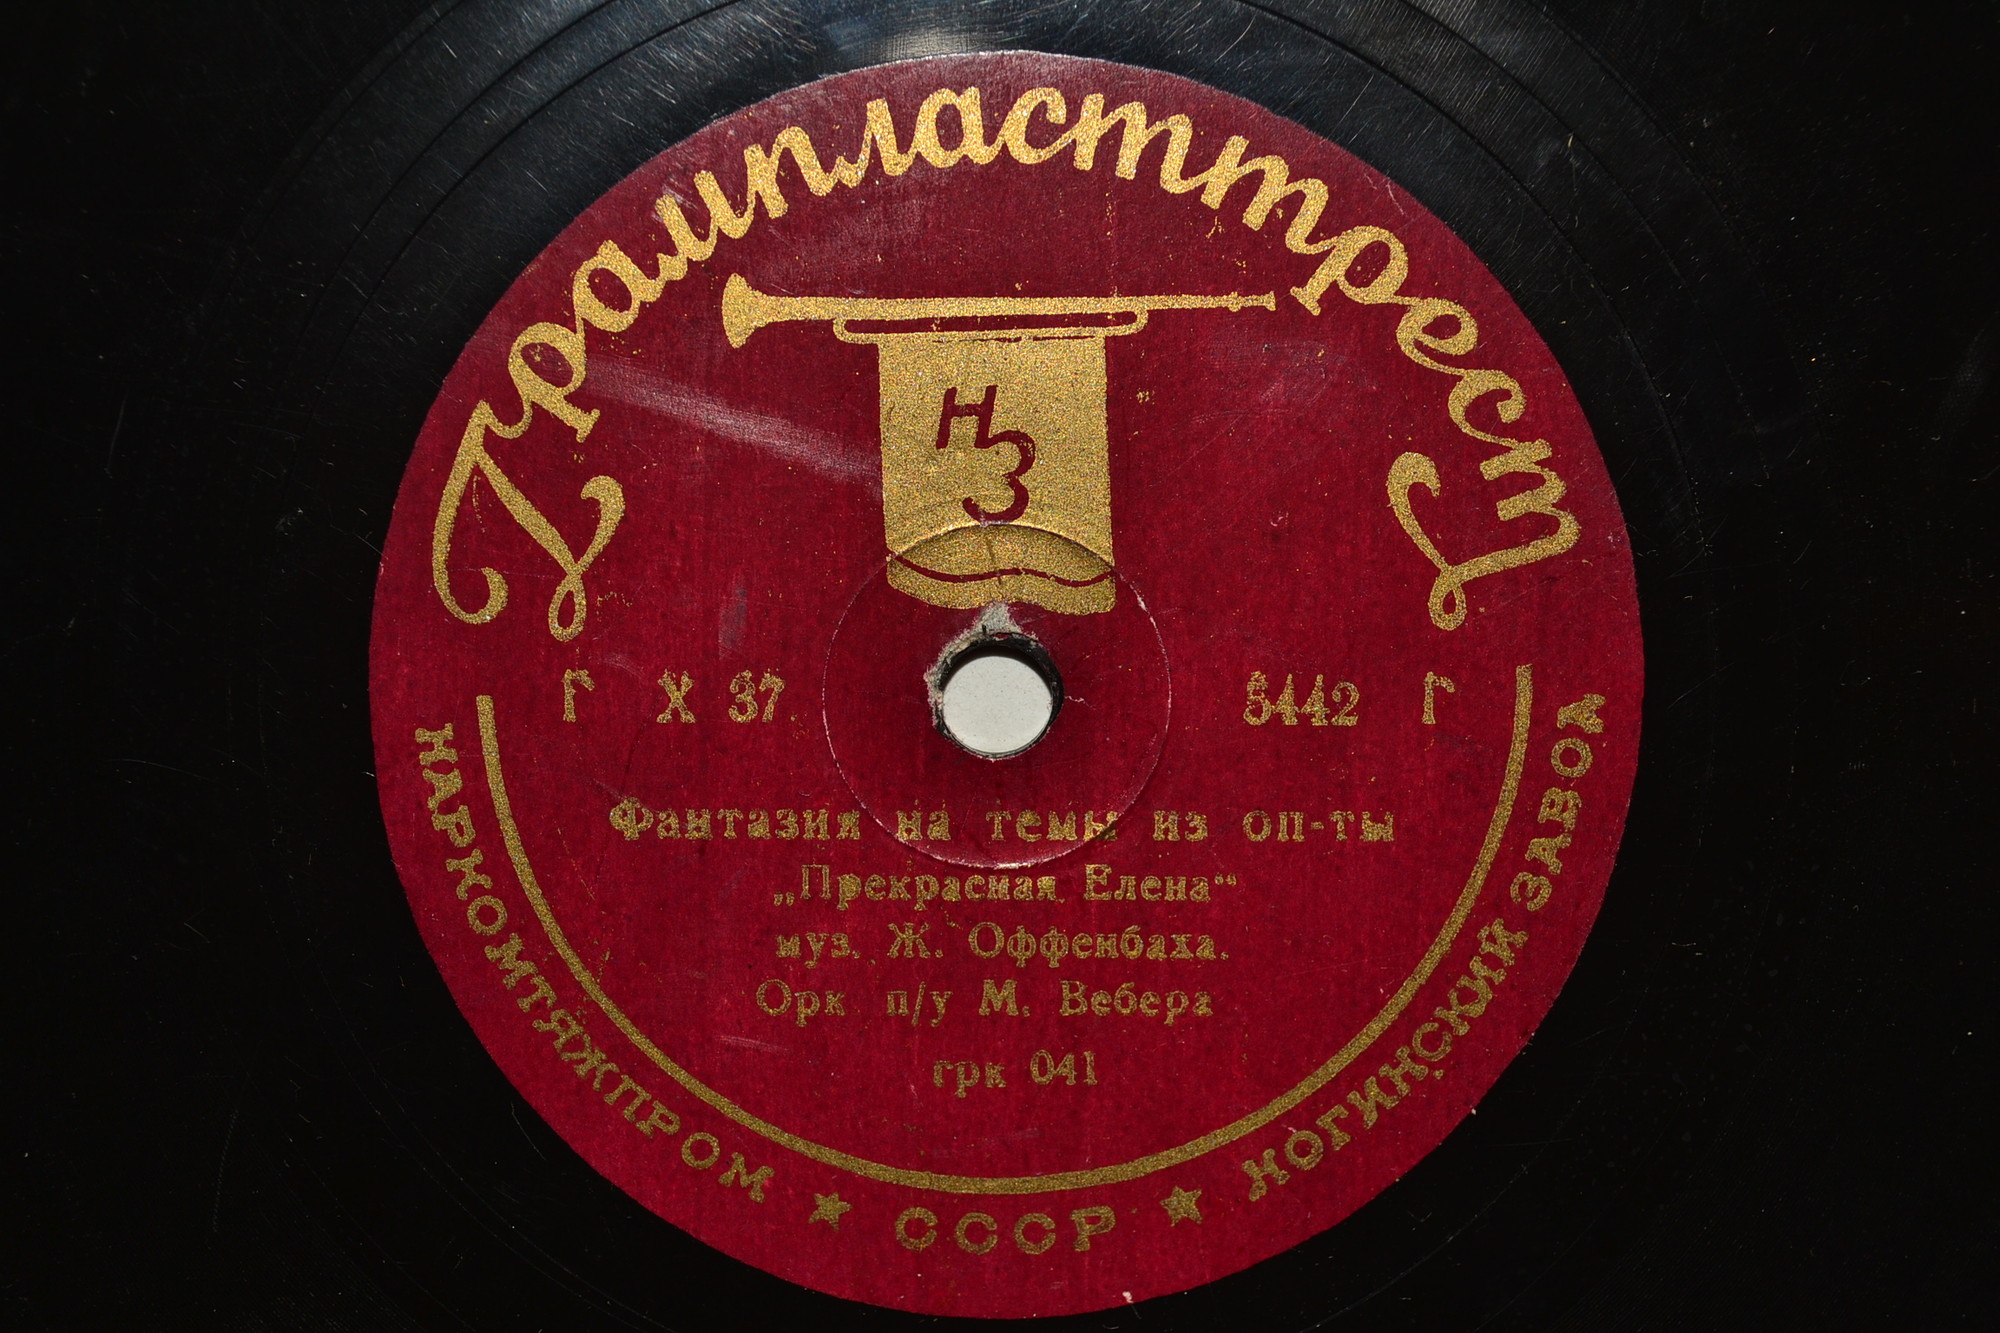 Грампласттрест
НЗ
Г Х 37 5442 Г
Фантазия на темы из оп-ты
„Прекрасная Елена“
муз. Ж. Оффенбаха.
Орк п/у М. Вебера
грк 041
НАРКОМТЯЖПРОМ ★ СССР ★ НОГИНСКИЙ ЗАВОД